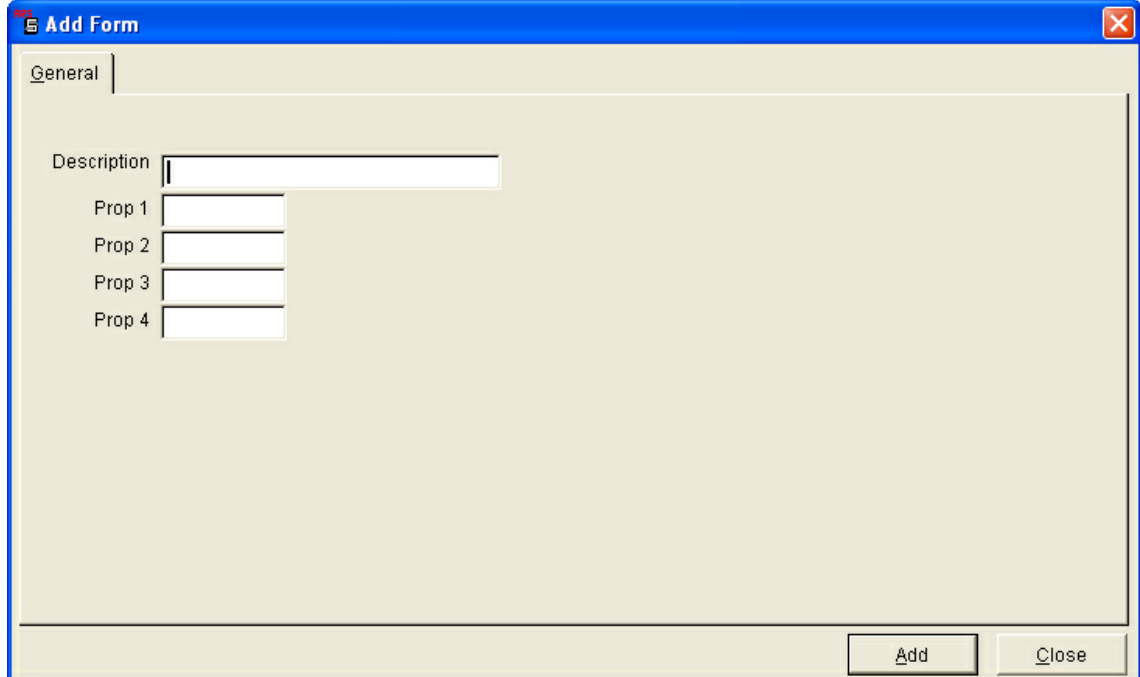 Add Form
General
Description
Prop 1
Prop 2
Prop 3
Prop 4
Add Close